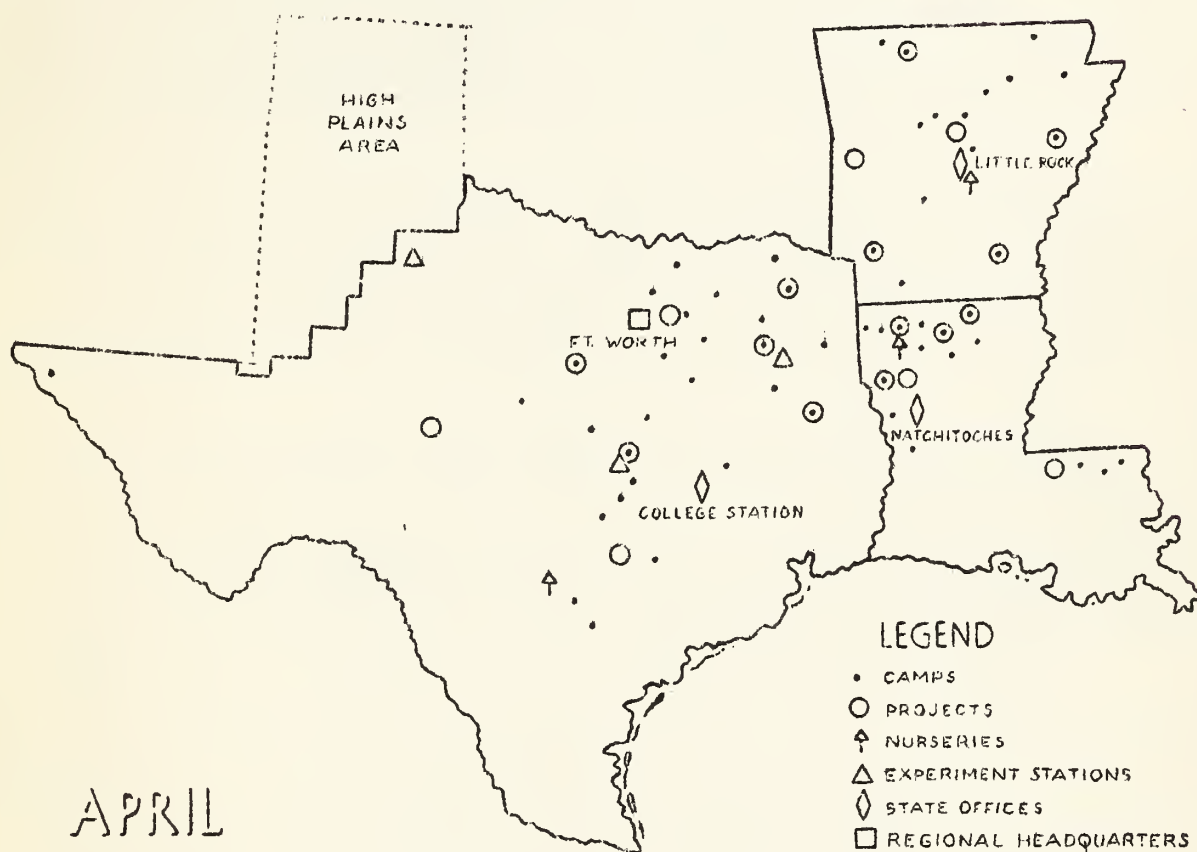 HIGH
PLAINS
AREA
LITTLE ROCK
FT. WORTH
NATCHITOCHES
COLLEGE STATION
LEGEND
CAMPS
PROJECTS
NURSERIES
EXPERIMENT STATIONS
STATE OFFICES
REGIONAL HEADQUARTERS
APRIL